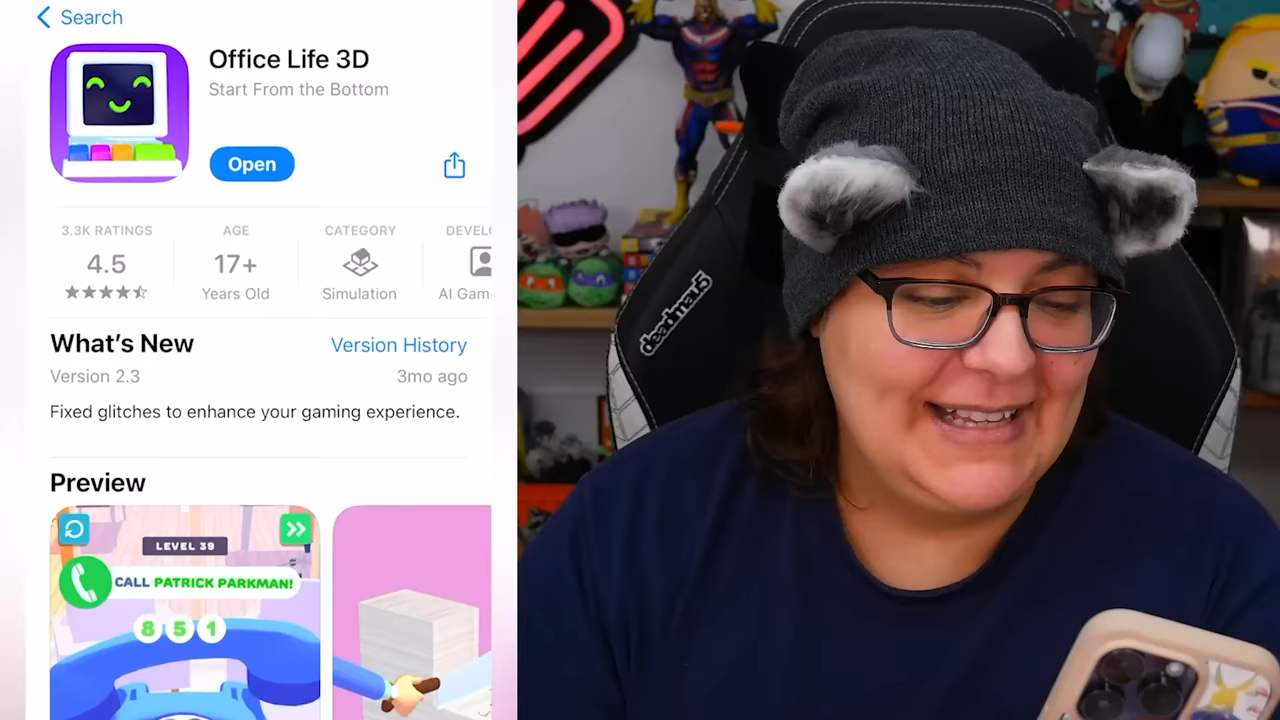 Search
Office Life 3D
Start From the Bottom
Open
3.3K RATINGS
4.5
AGE
17+
Years Old
CATEGORY
Simulation
DEVEL
AI Gam
What's New
Version History
Version 2.3
3mo ago
Fixed glitches to enhance your gaming experience.
Preview
LEVEL 39
CALL PATRICK PARKMAN!
8 5 1
deadmau5